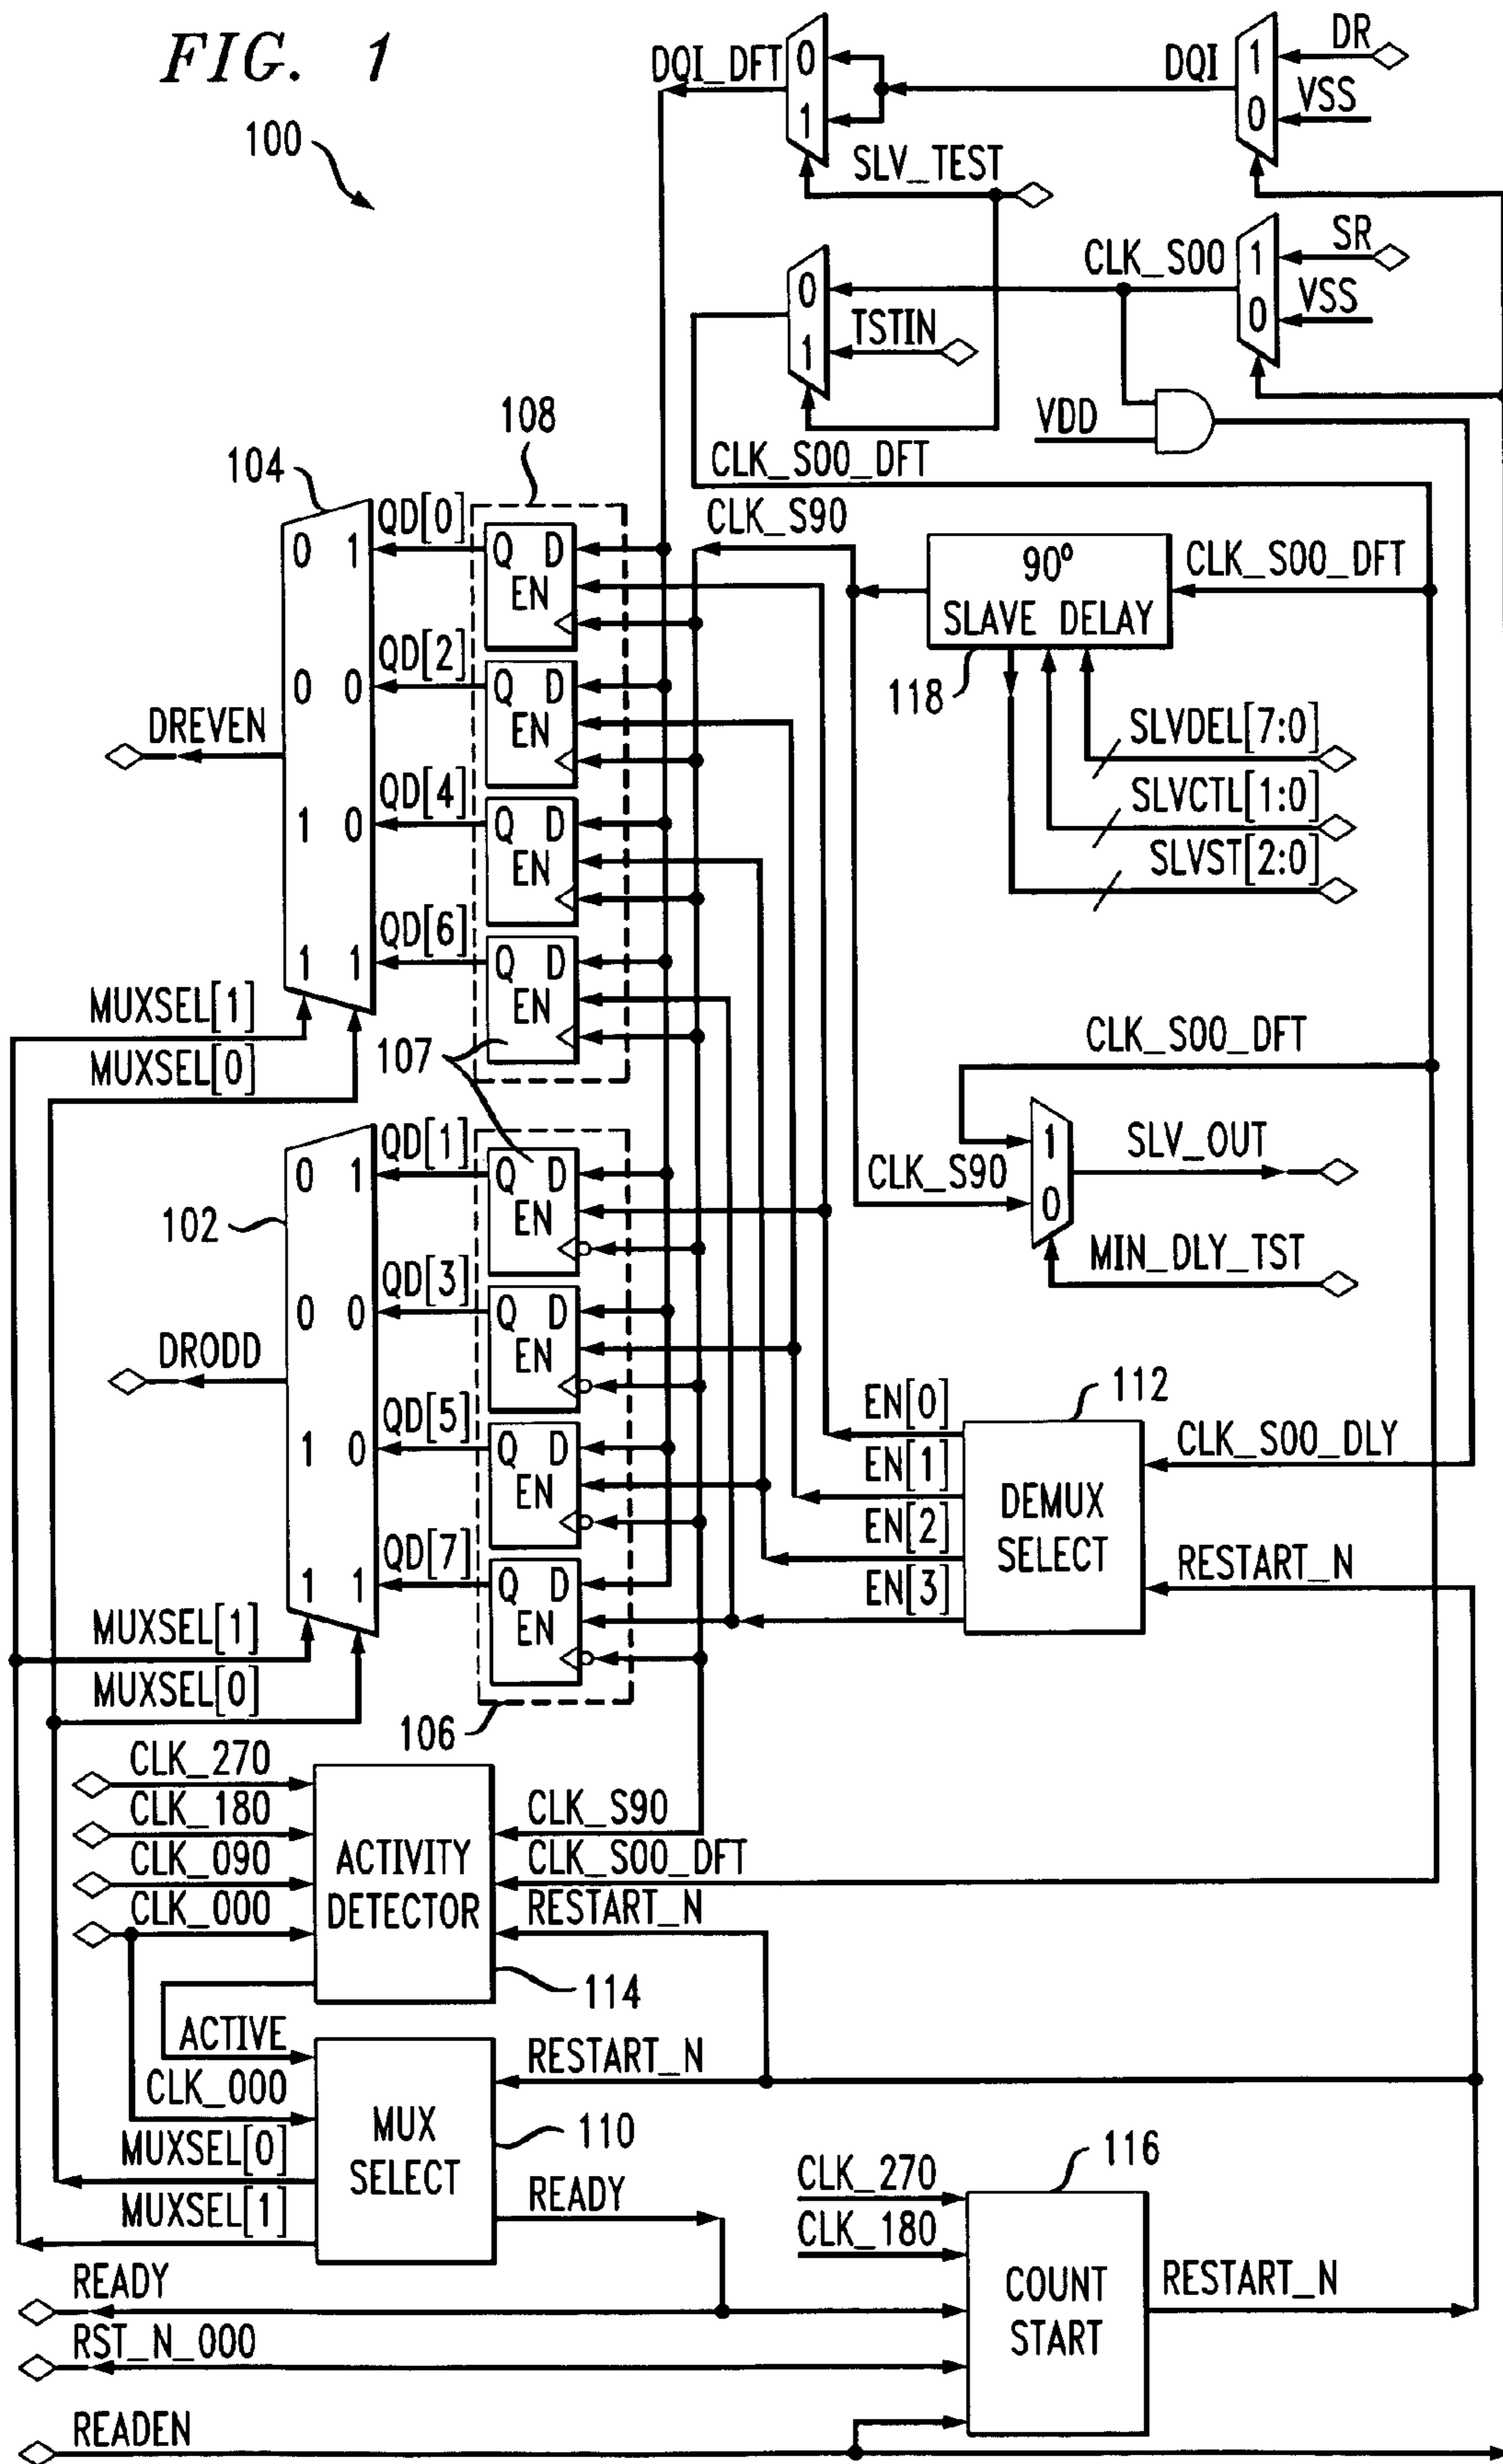 FIG. 1
100
DQI_DFT
0
1
DQI
1
0
DR
VSS
SLV_TEST
CLK_S00
0
1
TSTIN
1
0
SR
VSS
VDD
CLK_S00_DFT
104
108
CLK_S90
90°
SLAVE DELAY
CLK_S00_DFT
118
SLVDEL[7:0]
SLVCTL[1:0]
SLVST[2:0]
0 1
QD[0]
Q D
EN
0 0
QD[2]
Q D
EN
DREVEN
1 0
QD[4]
Q D
EN
1 1
QD[6]
Q D
EN
MUXSEL[1]
MUXSEL[0]
107
CLK_S00_DFT
1
0
CLK_S90
SLV_OUT
MIN_DLY_TST
102
0 1
QD[1]
Q D
EN
0 0
QD[3]
Q D
EN
DRODD
1 0
QD[5]
Q D
EN
1 1
QD[7]
Q D
EN
MUXSEL[1]
MUXSEL[0]
106
EN[0]
EN[1]
EN[2]
EN[3]
112
DEMUX
SELECT
CLK_S00_DLY
RESTART_N
CLK_270
CLK_180
CLK_090
CLK_000
ACTIVITY
DETECTOR
CLK_S90
CLK_S00_DFT
RESTART_N
114
ACTIVE
CLK_000
MUXSEL[0]
MUXSEL[1]
MUX
SELECT
RESTART_N
110
READY
116
CLK_270
CLK_180
COUNT
START
RESTART_N
READY
RST_N_000
READEN